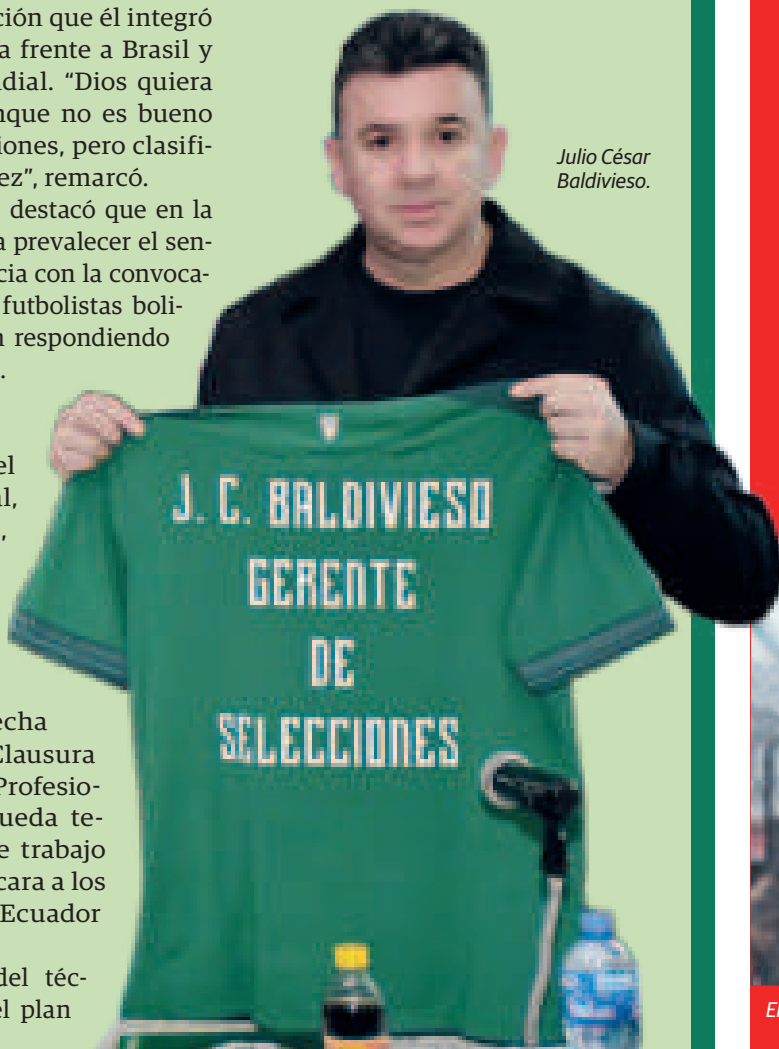 ción que él integró
a frente a Brasil y
dial. “Dios quiera
nque no es bueno
iones, pero clasifi-
ez”, remarcó.
destacó que en la
a prevalecer el sen-
cia con la convoca-
futbolistas boli-
n respondiendo
.
el
al,
,
echa
Clausura
Profesio-
ueda te-
e trabajo
cara a los
Ecuador
del téc-
el plan
Julio César
Baldivieso.
J. C. BALDIVIESO
GERENTE
DE
SELECCIONES
El